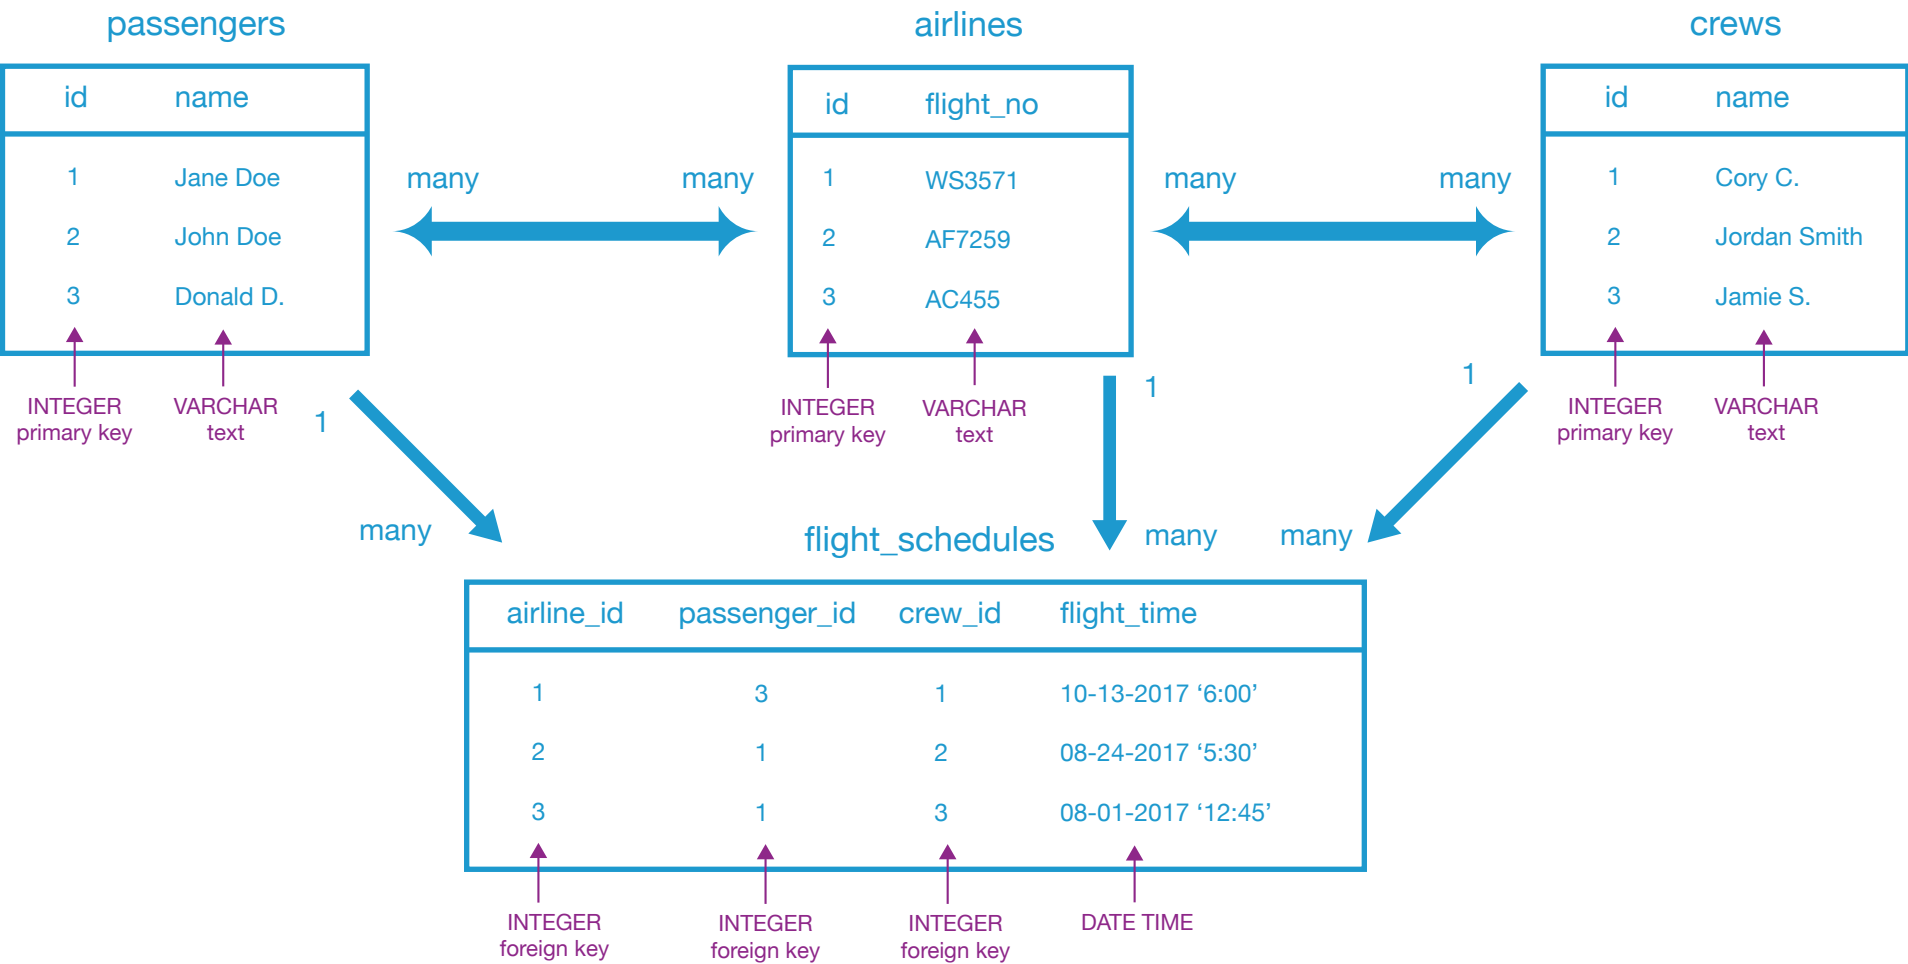 passengers
airlines
crews
id name
id flight_no
id name
1 Jane Doe
2 John Doe
3 Donald D.
many many
1 WS3571
2 AF7259
3 AC455
many many
1 Cory C.
2 Jordan Smith
3 Jamie S.
INTEGER
primary key
VARCHAR
text
INTEGER
primary key
VARCHAR
text
INTEGER
primary key
VARCHAR
text
1
1
1
many
many
many
flight_schedules
airline_id passenger_id crew_id flight_time
1 3 1 10-13-2017 ‘6:00’
2 1 2 08-24-2017 ‘5:30’
3 1 3 08-01-2017 ‘12:45’
INTEGER
foreign key
INTEGER
foreign key
INTEGER
foreign key
DATE TIME